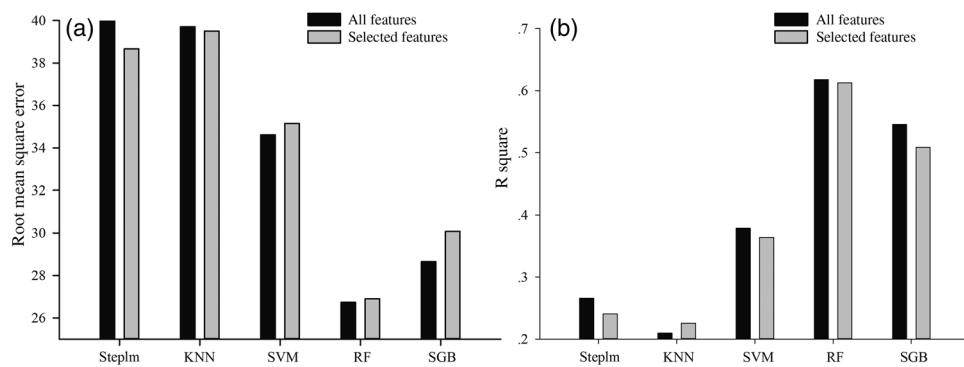 (a)
All features
Selected features
Root mean square error
40
38
36
34
32
30
28
26
Steplm KNN SVM RF SGB
(b)
All features
Selected features
R square
.7
.6
.5
.4
.3
.2
Steplm KNN SVM RF SGB